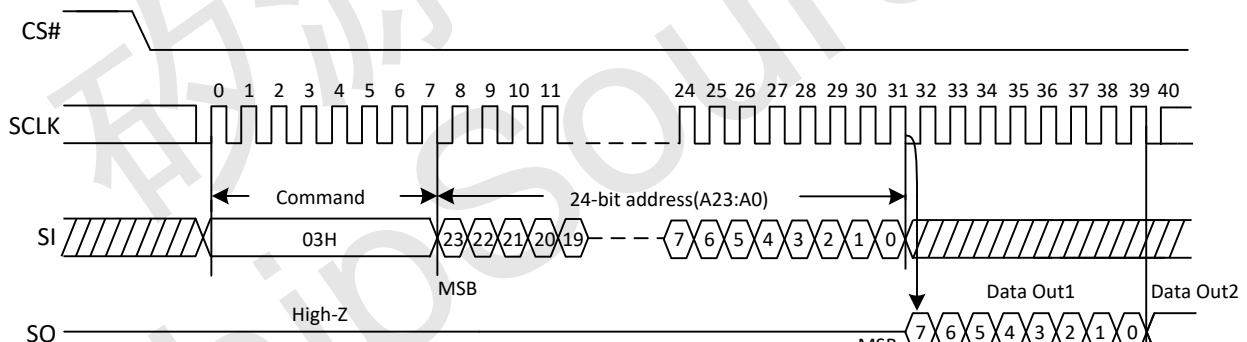 CS#
0 1 2 3 4 5 6 7 8 9 10 11 24 25 26 27 28 29 30 31 32 33 34 35 36 37 38 39 40
SCLK
Command 24-bit address(A23:A0)
SI 03H 23 22 21 20 19 7 6 5 4 3 2 1 0
MSB Data Out1 Data Out2
High-Z
SO MSB 7 6 5 4 3 2 1 0